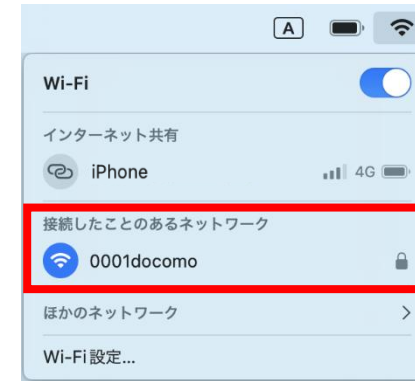 A
Wi-Fi
インターネット共有
iPhone 4G
接続したことのあるネットワーク
0001docomo
ほかのネットワーク
Wi-Fi設定...